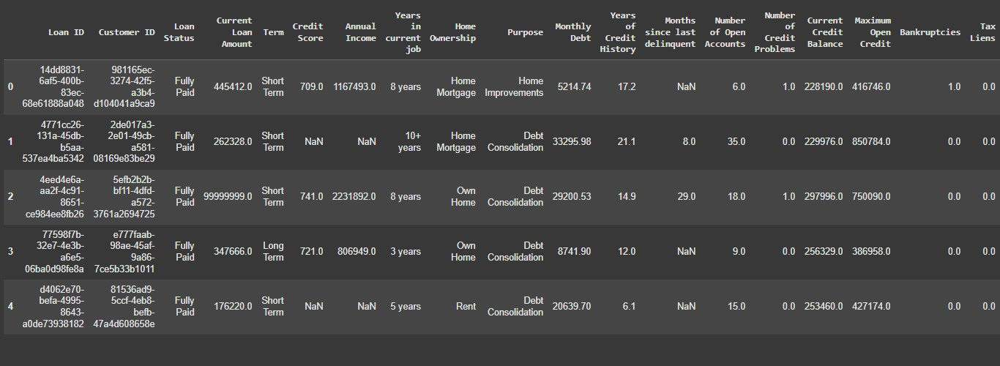 Loan ID Customer ID Loan Status Current Loan Amount Term Credit Score Annual Income Years in current job Home Ownership Purpose Monthly Debt Years of Credit History Months since last delinquent Number of Open Accounts Number of Credit Problems Current Credit Balance Maximum Open Credit Bankruptcies Tax Liens
0 14dd8831-6af5-400b-83ec-68e61888a048 981165ec-3274-42f5-a3b4-d104041a9ca9 Fully Paid 445412.0 Short Term 709.0 1167493.0 8 years Home Mortgage Home Improvements 5214.74 17.2 NaN 6.0 1.0 228190.0 416746.0 1.0 0.0
1 4771cc26-131a-45db-b5aa-537ea4ba5342 2de017a3-2e01-49cb-a581-08169e83be29 Fully Paid 262328.0 Short Term NaN NaN 10+ years Home Mortgage Debt Consolidation 33295.98 21.1 8.0 35.0 0.0 229976.0 850784.0 0.0 0.0
2 4eed4e6a-aa2f-4c91-8651-ce984ee8fb26 5efb2b2b-bf11-4dfd-a572-3761a2694725 Fully Paid 99999999.0 Short Term 741.0 2231892.0 8 years Own Home Debt Consolidation 29200.53 14.9 29.0 18.0 1.0 297996.0 750090.0 0.0 0.0
3 77598f7b-32e7-4e3b-a6e5-06ba0d98fe8a e777faab-98ae-45af-9a86-7ce5b33b1011 Fully Paid 347666.0 Long Term 721.0 806949.0 3 years Own Home Debt Consolidation 8741.90 12.0 NaN 9.0 0.0 256329.0 386958.0 0.0 0.0
4 d4062e70-befa-4995-8643-a0de73938182 81536ad9-5ccf-4eb8-befb-47a4d608658e Fully Paid 176220.0 Short Term NaN NaN 5 years Rent Debt Consolidation 20639.70 6.1 NaN 15.0 0.0 253460.0 427174.0 0.0 0.0